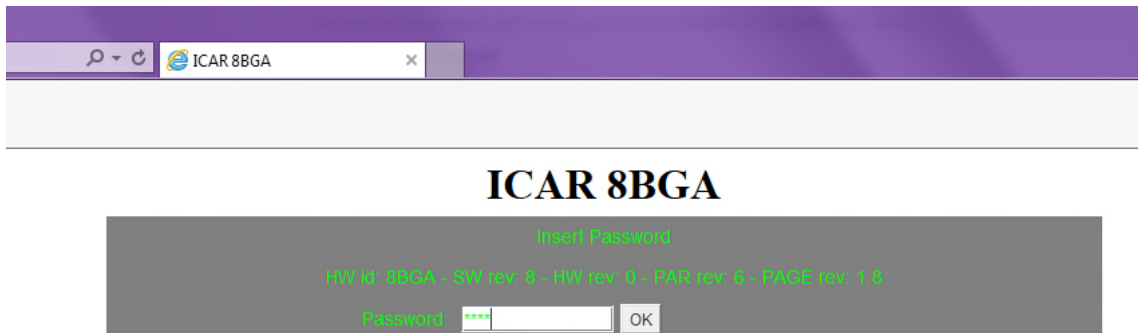 ICAR 8BGA
ICAR 8BGA
Insert Password
HW id: 8BGA - SW rev: 8 - HW rev: 0 - PAR rev: 6 - PAGE rev: 1.8
Password: **** OK